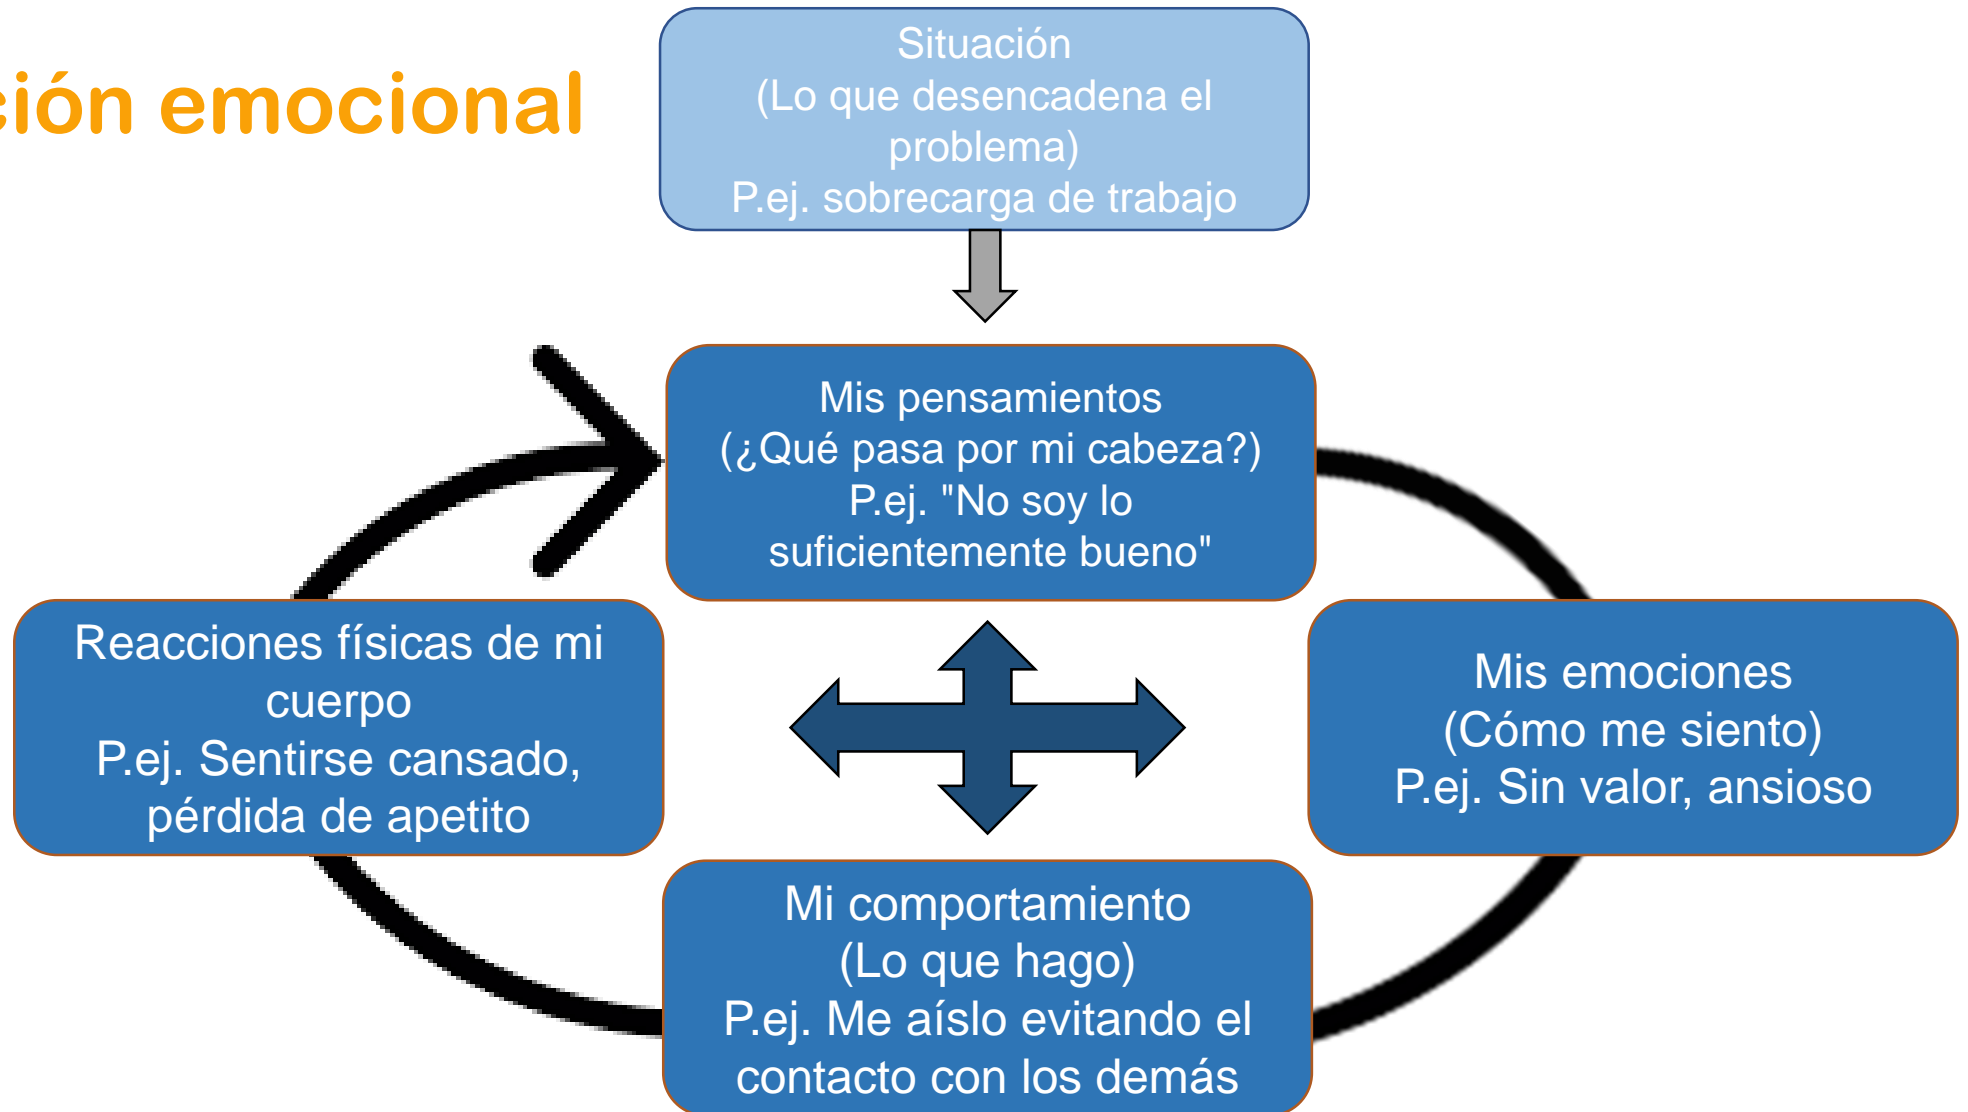 ción emocional
Situación
(Lo que desencadena el
problema)
P.ej. sobrecarga de trabajo
Mis pensamientos
(¿Qué pasa por mi cabeza?)
P.ej. "No soy lo
suficientemente bueno"
Reacciones físicas de mi
cuerpo
P.ej. Sentirse cansado,
pérdida de apetito
Mis emociones
(Cómo me siento)
P.ej. Sin valor, ansioso
Mi comportamiento
(Lo que hago)
P.ej. Me aíslo evitando el
contacto con los demás